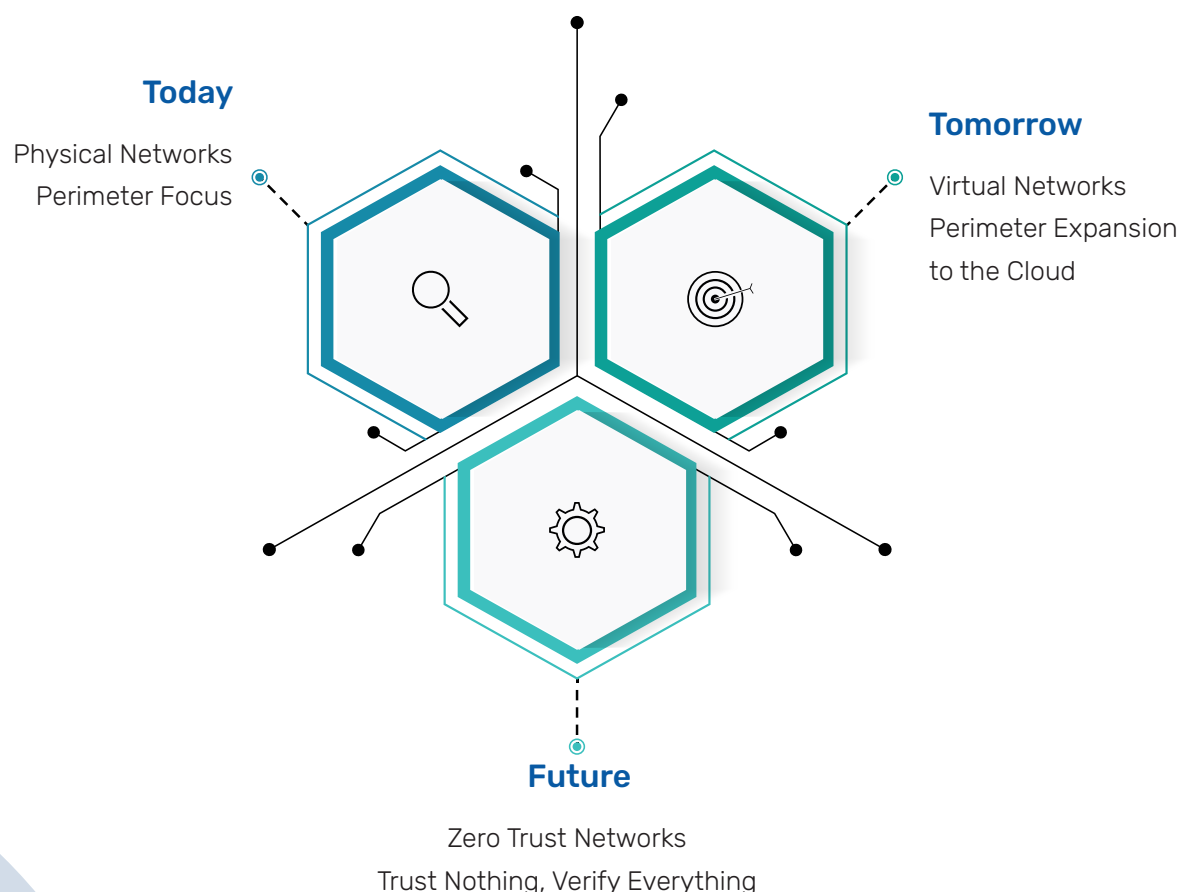 Today
Physical Networks
Perimeter Focus
Tomorrow
Virtual Networks
Perimeter Expansion
to the Cloud
Future
Zero Trust Networks
Trust Nothing, Verify Everything